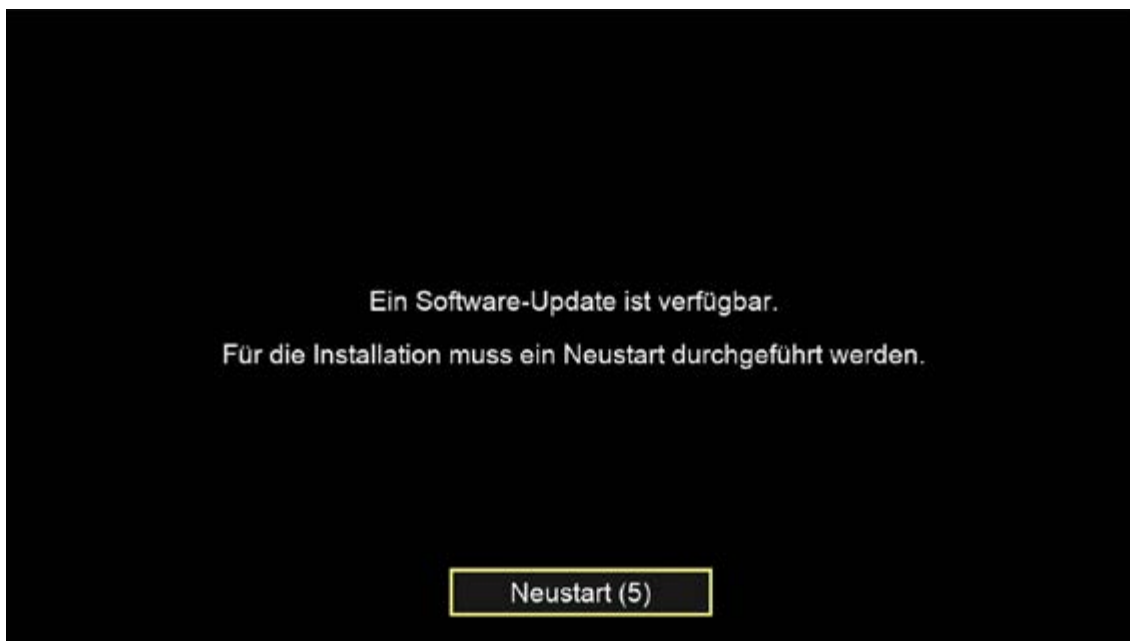 Ein Software-Update ist verfügbar.
Für die Installation muss ein Neustart durchgeführt werden.
Neustart (5)